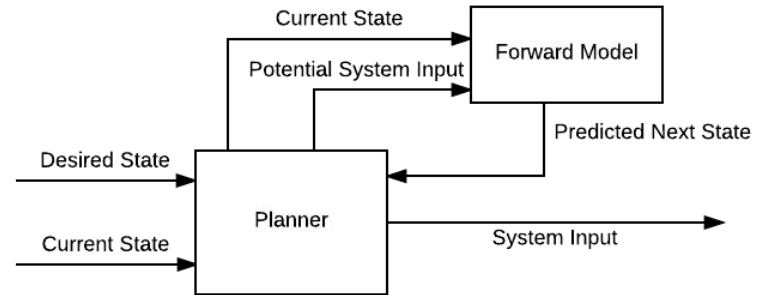 Current State
Forward Model
Potential System Input
Predicted Next State
Desired State
Planner
Current State
System Input